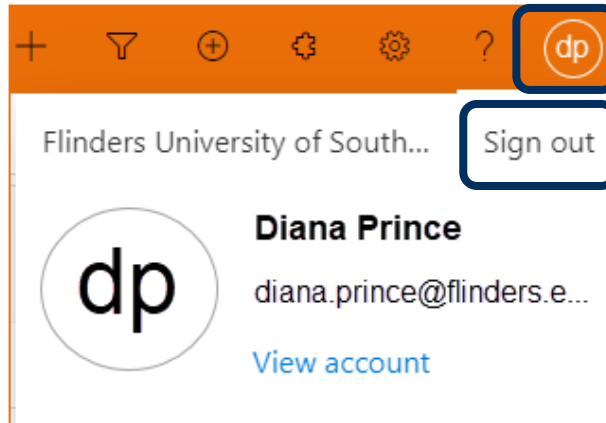 ? dp
Flinders University of South... Sign out
dp
Diana Prince
diana.prince@flinders.e...
View account